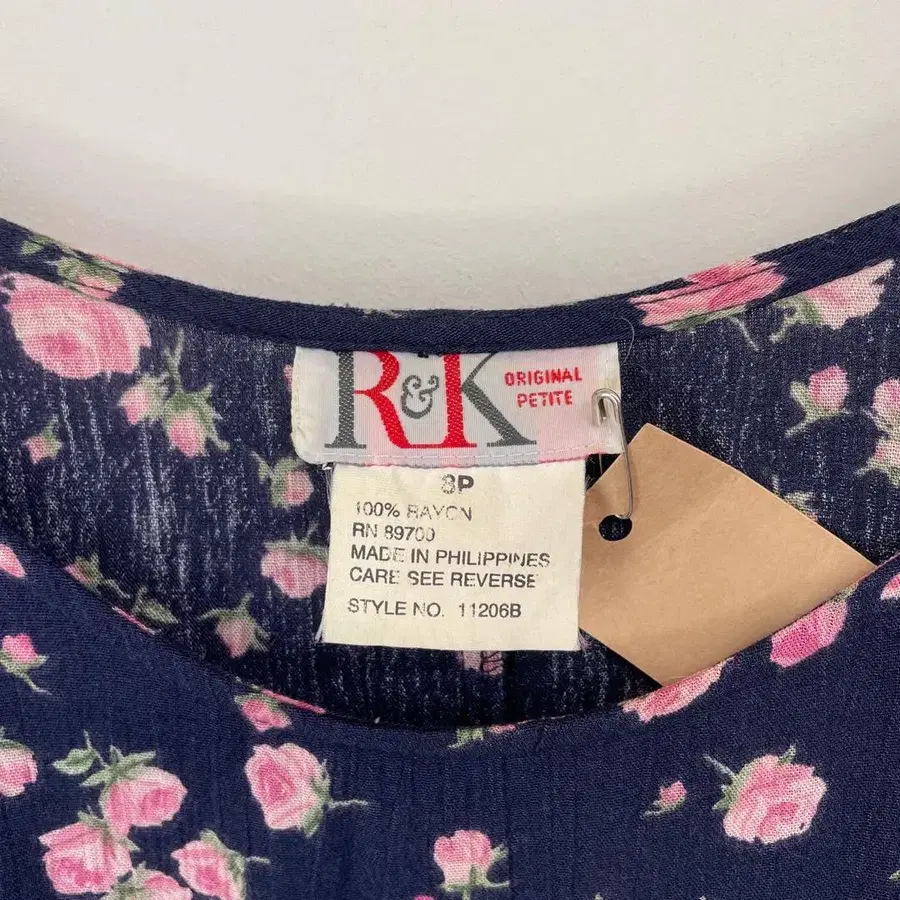 R&K ORIGINAL
PETITE
8P
100% RAYON
RN 89700
MADE IN PHILIPPINES
CARE SEE REVERSE
STYLE NO. 11206B